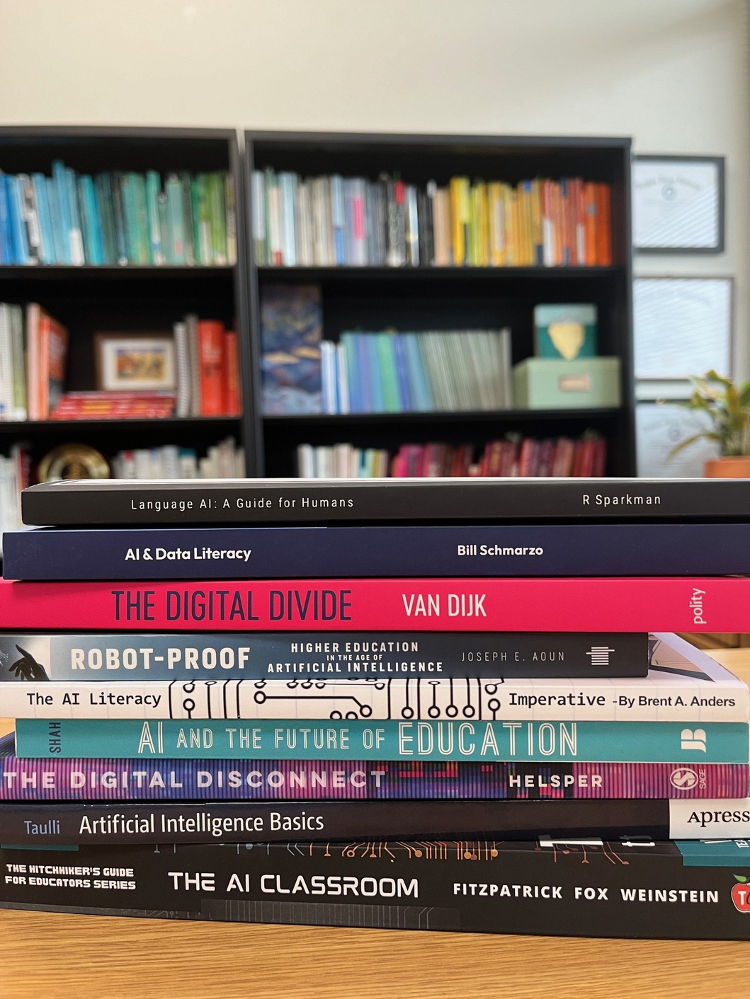 Language AI: A Guide for Humans R Sparkman
AI & Data Literacy Bill Schmarzo
THE DIGITAL DIVIDE VAN DIJK polity
ROBOT-PROOF HIGHER EDUCATION
IN THE AGE OF
ARTIFICIAL INTELLIGENCE JOSEPH E. AOUN
The AI Literacy Imperative -By Brent A. Anders
SHAH AI AND THE FUTURE OF EDUCATION JB
THE DIGITAL DISCONNECT HELSPER SAGE
Taulli Artificial Intelligence Basics Apress
THE HITCHHIKER'S GUIDE
FOR EDUCATORS SERIES THE AI CLASSROOM FITZPATRICK FOX WEINSTEIN